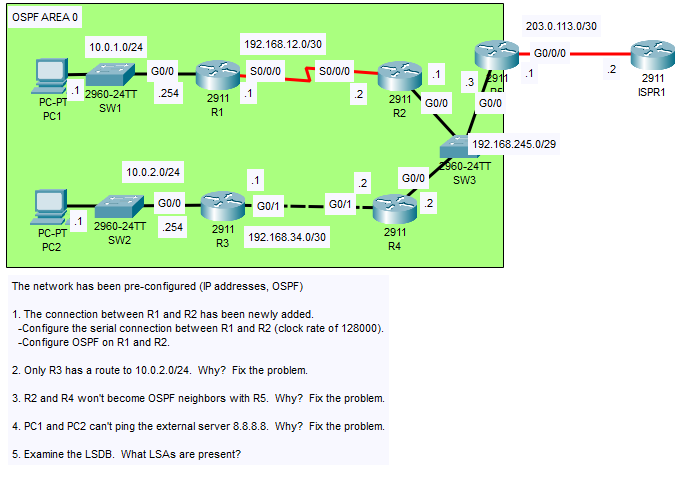 OSPF AREA 0
203.0.113.0/30
10.0.1.0/24
192.168.12.0/30
G0/0
S0/0/0
S0/0/0
.1
G0/0/0
.1
.2
.3
.1
2960-24TT
.254
2911
.1
.2
2911
G0/0
G0/0
2911
2911
PC-PT
SW1
R1
R2
ISPR1
PC1
192.168.245.0/29
10.0.2.0/24
.1
.2
G0/0
2960-24TT
SW3
G0/0
G0/1
G0/1
.2
.1
2960-24TT
.254
2911
2911
PC-PT
SW2
R3
192.168.34.0/30
R4
PC2
The network has been pre-configured (IP addresses, OSPF)
1. The connection between R1 and R2 has been newly added.
-Configure the serial connection between R1 and R2 (clock rate of 128000).
-Configure OSPF on R1 and R2.
2. Only R3 has a route to 10.0.2.0/24. Why? Fix the problem.
3. R2 and R4 won't become OSPF neighbors with R5. Why? Fix the problem.
4. PC1 and PC2 can't ping the external server 8.8.8.8. Why? Fix the problem.
5. Examine the LSDB. What LSAs are present?